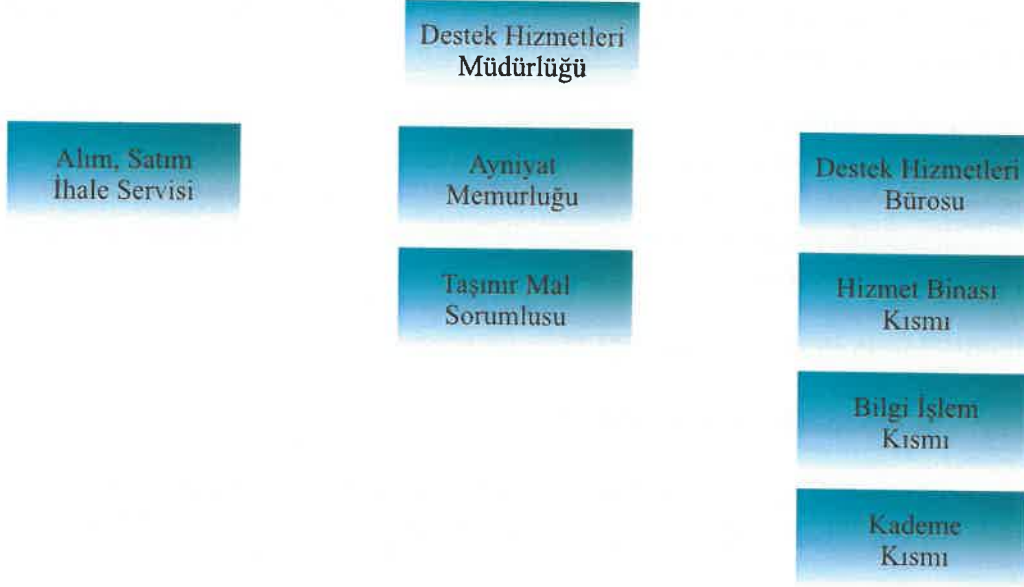 Destek Hizmetleri
Müdürlüğü
Alım, Satım
İhale Servisi
Ayniyat
Memurluğu
Destek Hizmetleri
Bürosu
Taşınır Mal
Sorumlusu
Hizmet Binası
Kısmı
Bilgi İşlem
Kısmı
Kademe
Kısmı